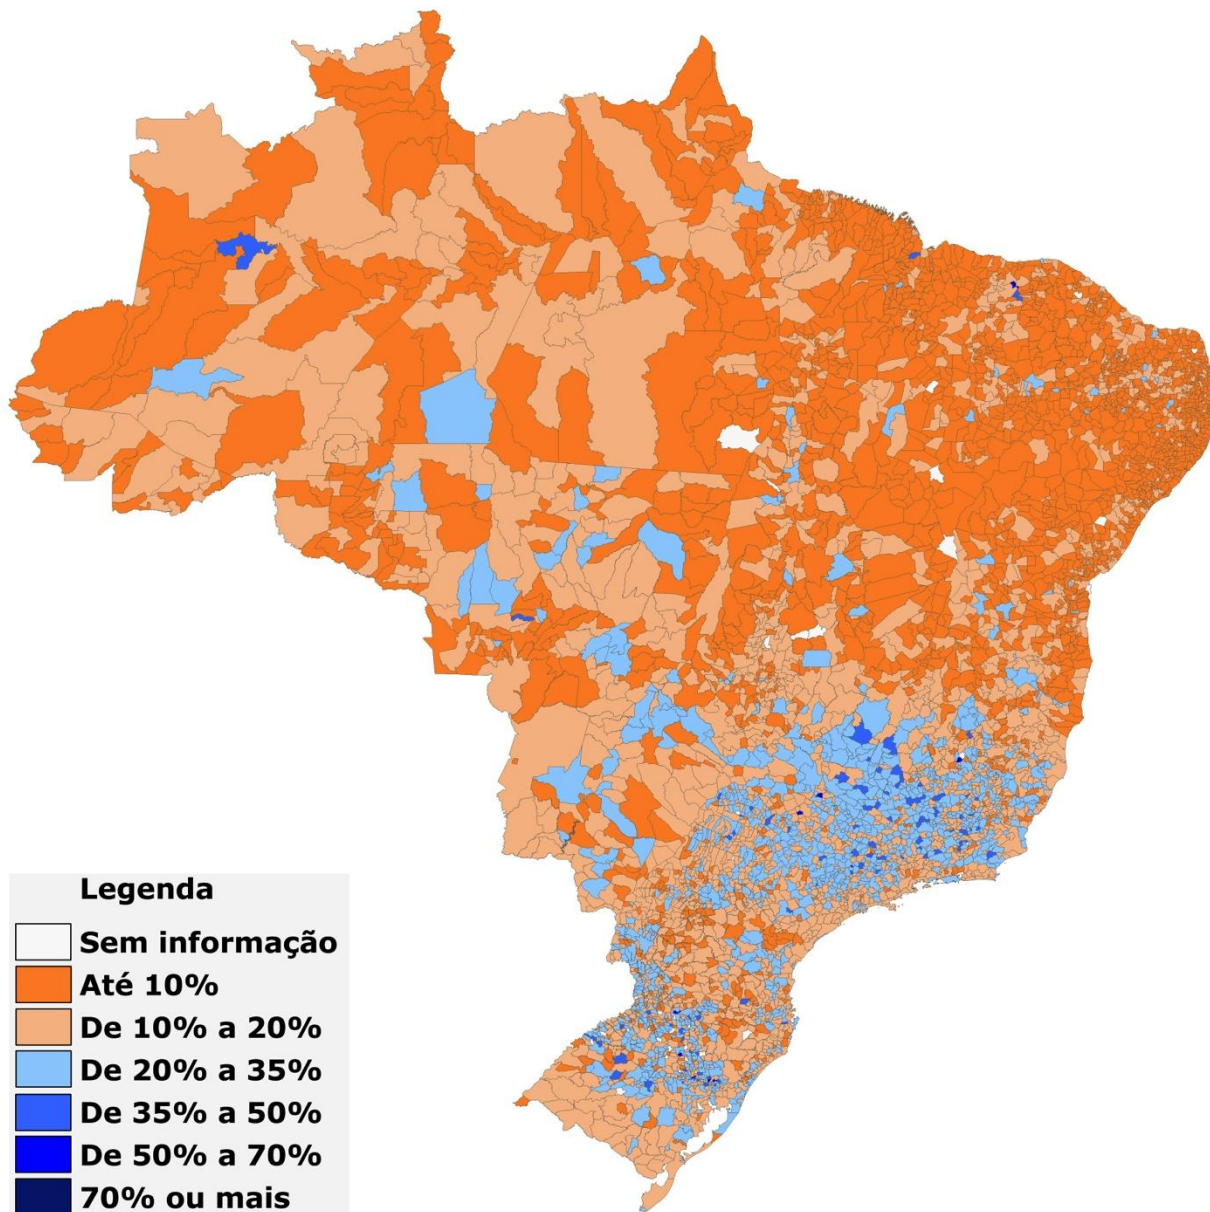 Legenda
Sem informação
Até 10%
De 10% a 20%
De 20% a 35%
De 35% a 50%
De 50% a 70%
70% ou mais